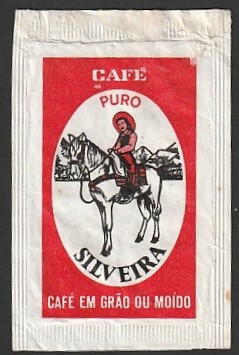 CAFÉ
PURO
SILVEIRA
CAFÉ EM GRÃO OU MOÍDO